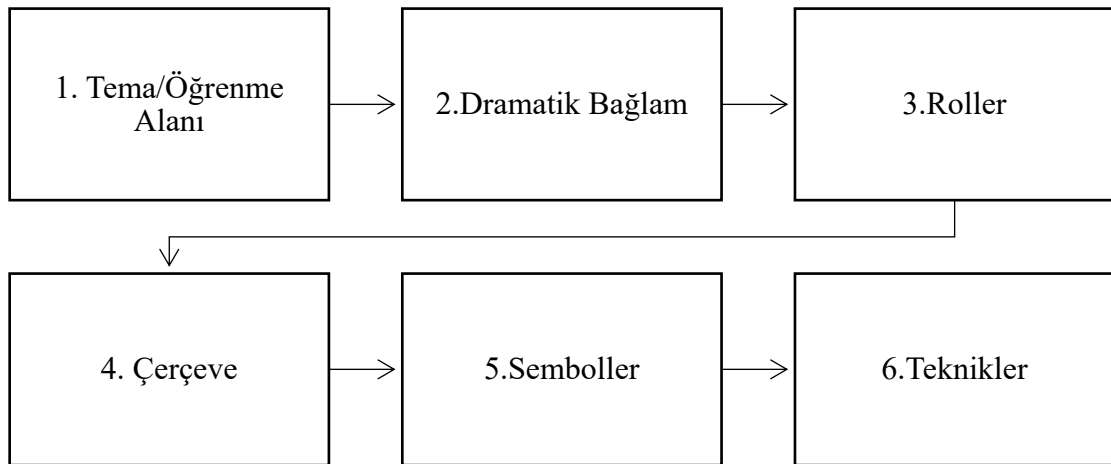 1. Tema/Öğrenme
Alanı
2.Dramatik Bağlam
3.Roller
4. Çerçeve
5.Semboller
6.Teknikler